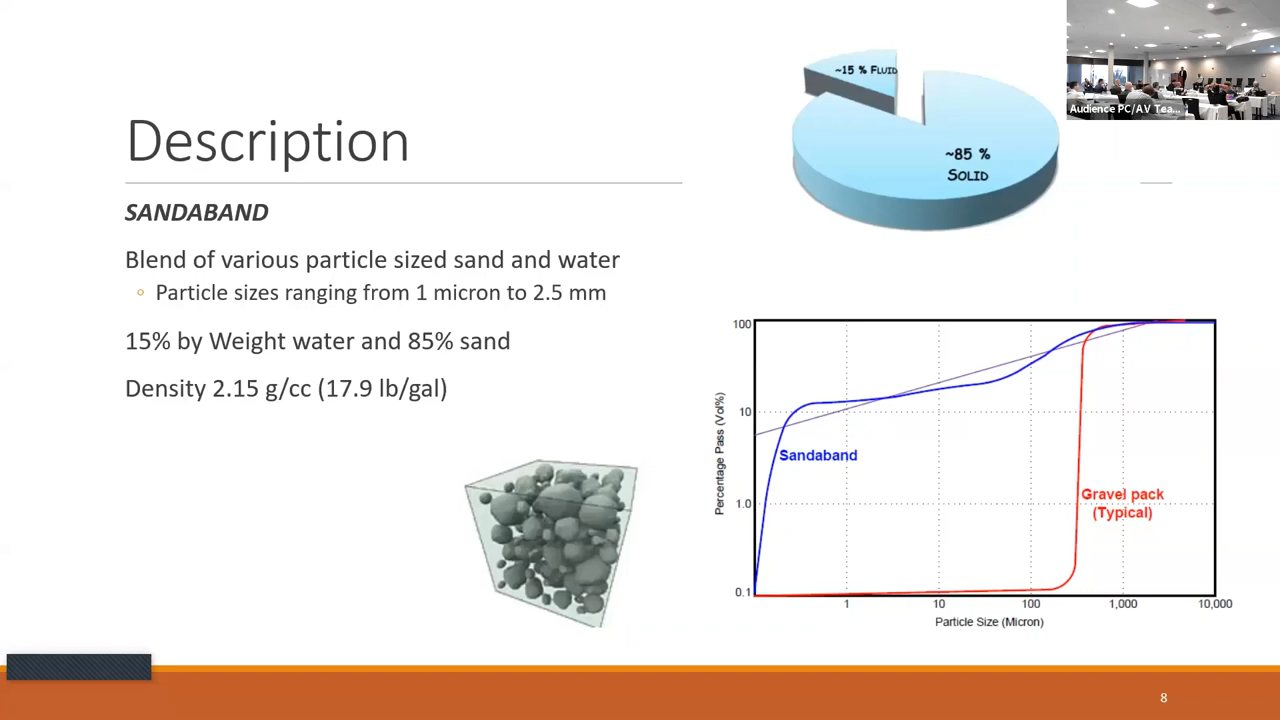 ~15 % FLUID
Audience PC/AV Tea...
Description
~85 %
SOLID
SANDABAND
Blend of various particle sized sand and water
Particle sizes ranging from 1 micron to 2.5 mm
15% by Weight water and 85% sand
Density 2.15 g/cc (17.9 lb/gal)
100
10
1.0
0.1
Percentage Pass (Vol%)
Sandaband
Gravel pack
(Typical)
1 10 100 1,000 10,000
Particle Size (Micron)
8